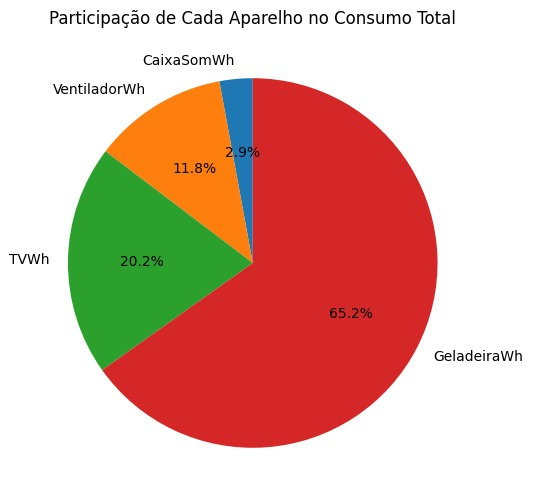 Participação de Cada Aparelho no Consumo Total
CaixaSomWh
VentiladorWh
2.9%
11.8%
TVWh
20.2%
65.2%
GeladeiraWh